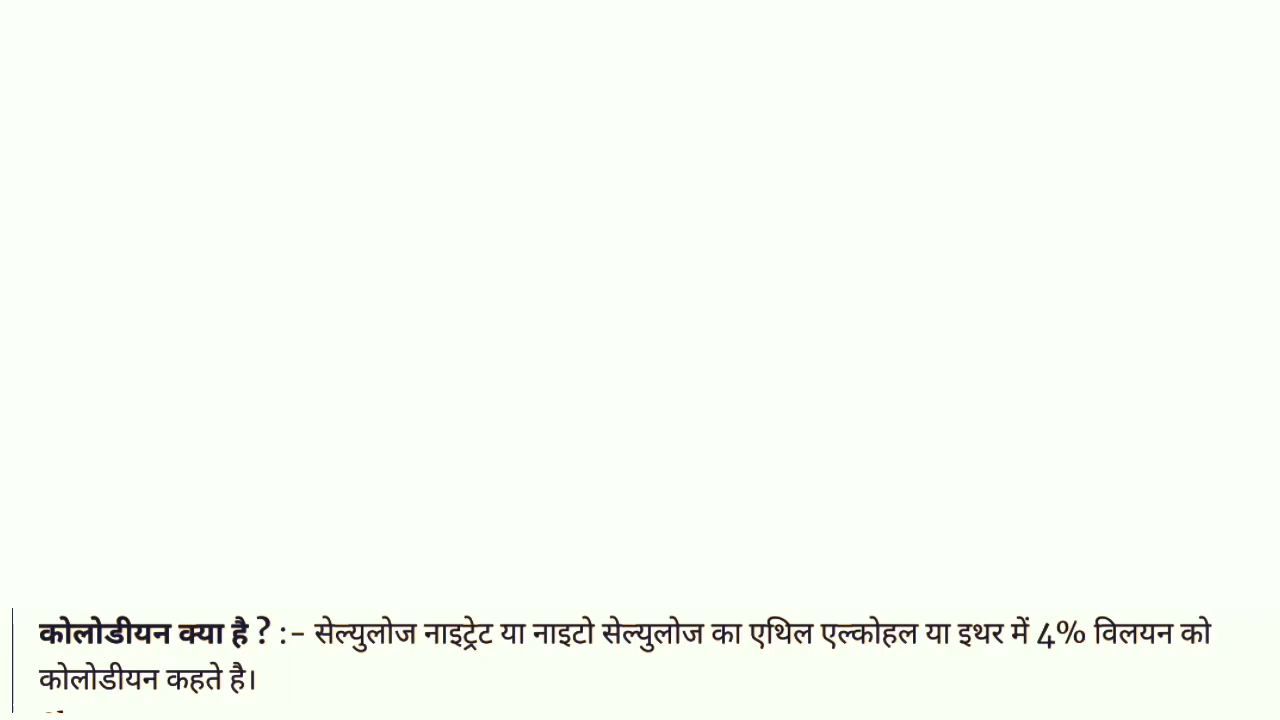 कोलोडीयन क्या है ? :- सेल्युलोज नाइट्रेट या नाइटो सेल्युलोज का एथिल एल्कोहल या इथर में 4% विलयन को
कोलोडीयन कहते है।